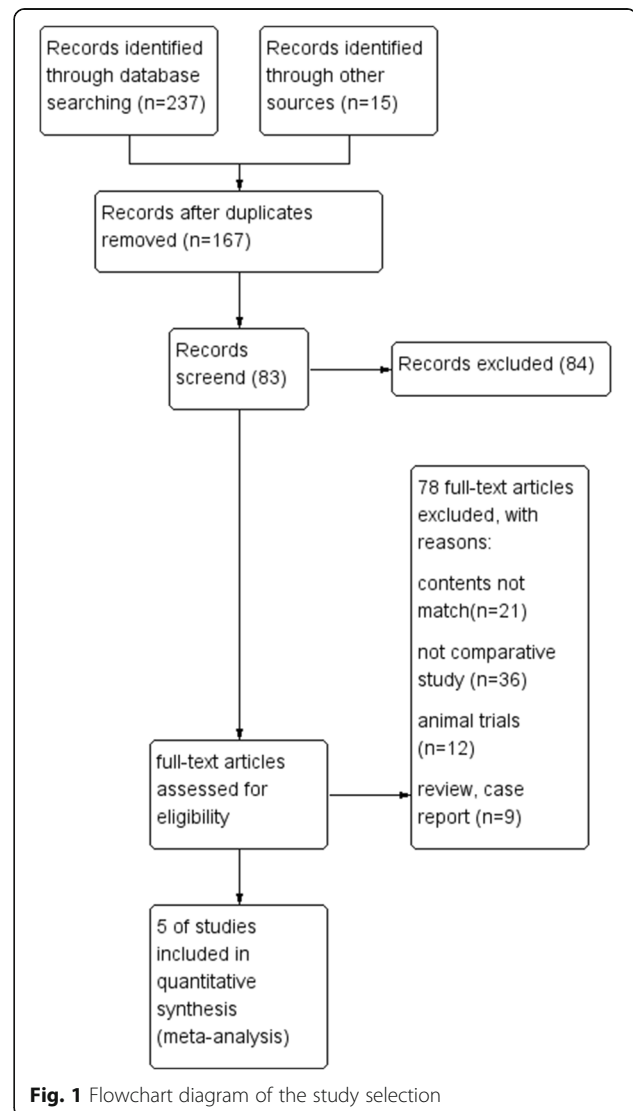 Records identified
through database
searching (n=237)
Records identified
through other
sources (n=15)
Records after duplicates
removed (n=167)
Records
screend (83)
Records excluded (84)
78 full-text articles
excluded, with
reasons:
contents not
match(n=21)
not comparative
study (n=36)
animal trials
(n=12)
review, case
report (n=9)
full-text articles
assessed for
eligibility
5 of studies
included in
quantitative
synthesis
(meta-analysis)
Fig. 1 Flowchart diagram of the study selection